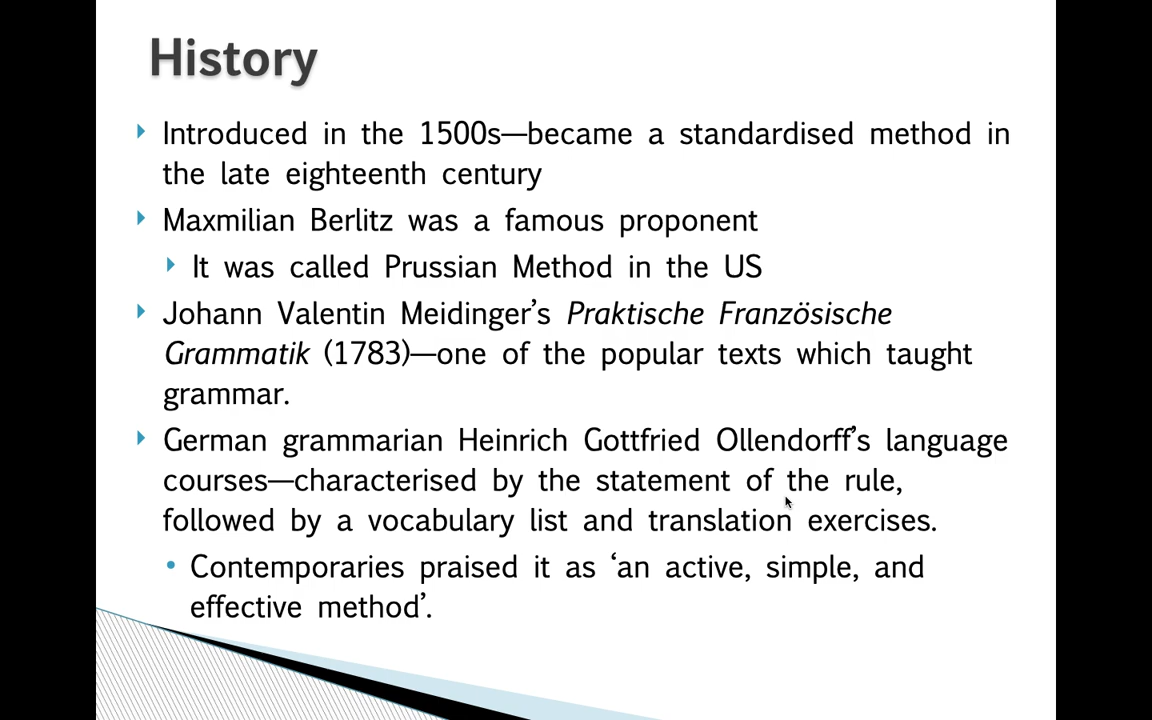 History
Introduced in the 1500s—became a standardised method in
the late eighteenth century
Maxmilian Berlitz was a famous proponent
It was called Prussian Method in the US
Johann Valentin Meidinger’s Praktische Französische
Grammatik (1783)—one of the popular texts which taught
grammar.
German grammarian Heinrich Gottfried Ollendorff’s language
courses—characterised by the statement of the rule,
followed by a vocabulary list and translation exercises.
Contemporaries praised it as ‘an active, simple, and
effective method’.